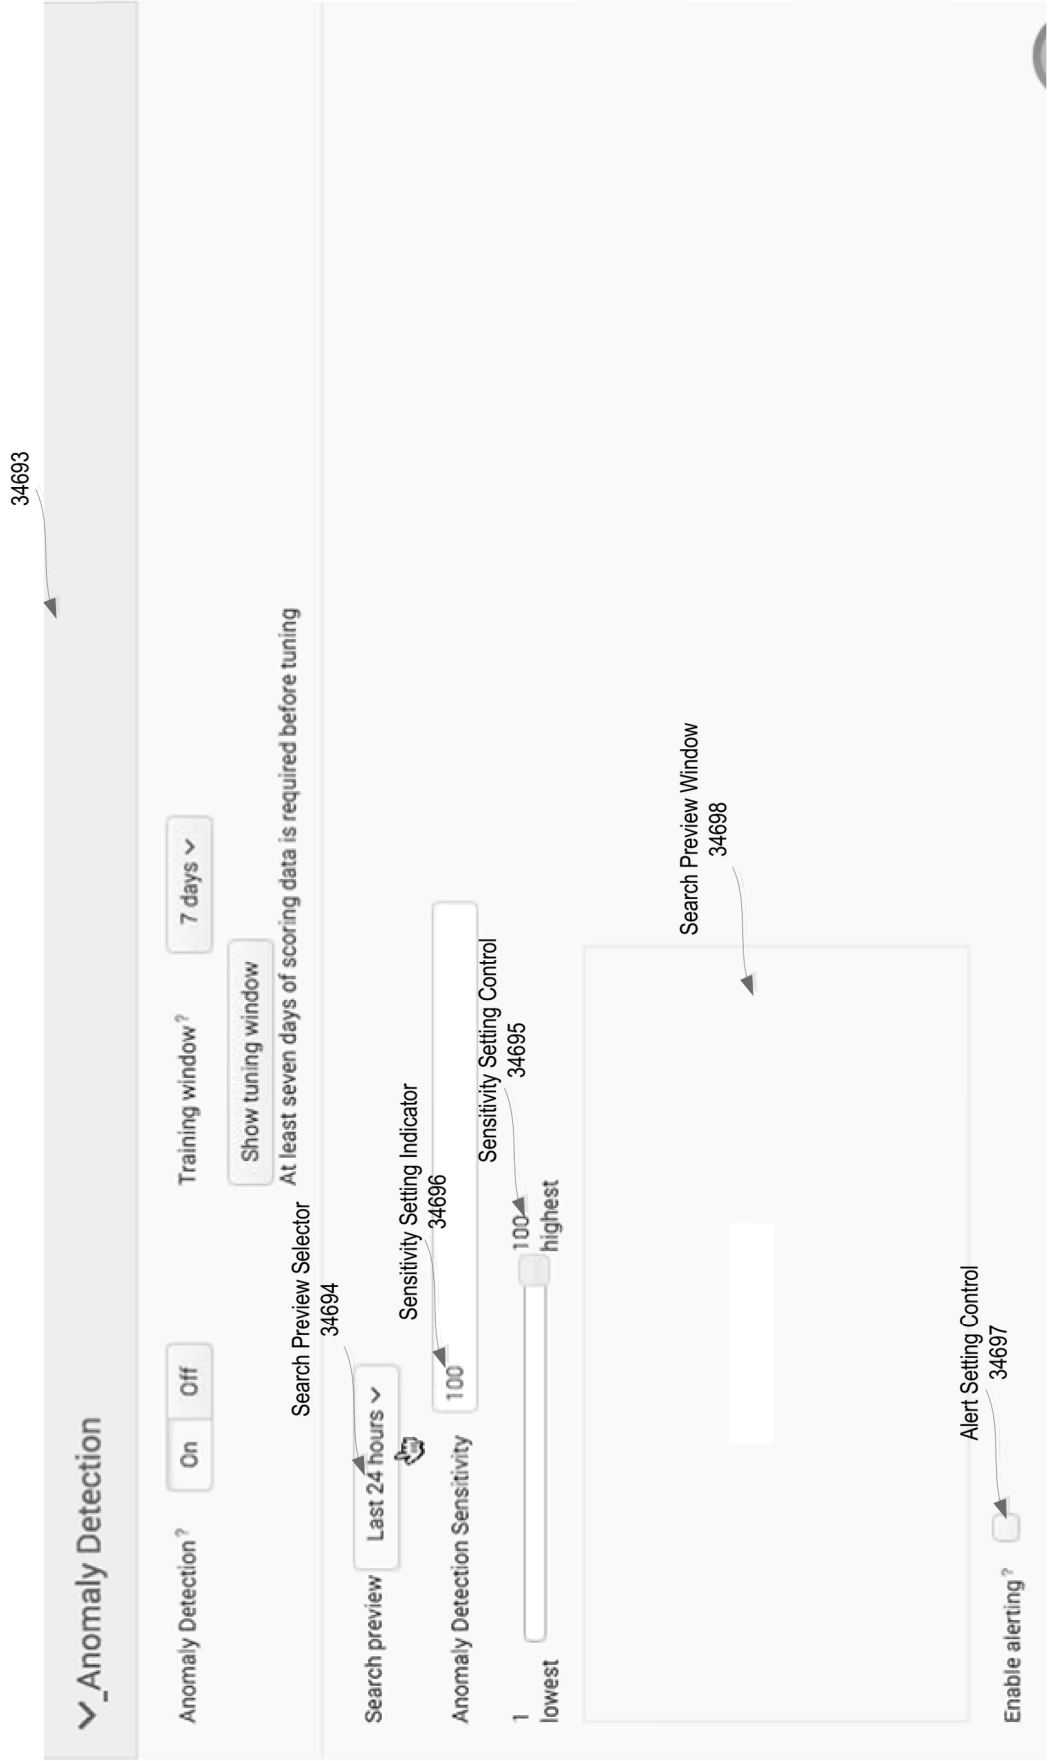 34693
∨_Anomaly Detection
Anomaly Detection? On Off Training window? 7 days ∨
Show tuning window
At least seven days of scoring data is required before tuning
Search Preview Selector
34694
Search preview Last 24 hours ∨
Sensitivity Setting Indicator
34696
Anomaly Detection Sensitivity 100
Sensitivity Setting Control
34695
1 100
lowest highest
Search Preview Window
34698
Alert Setting Control
34697
Enable alerting?